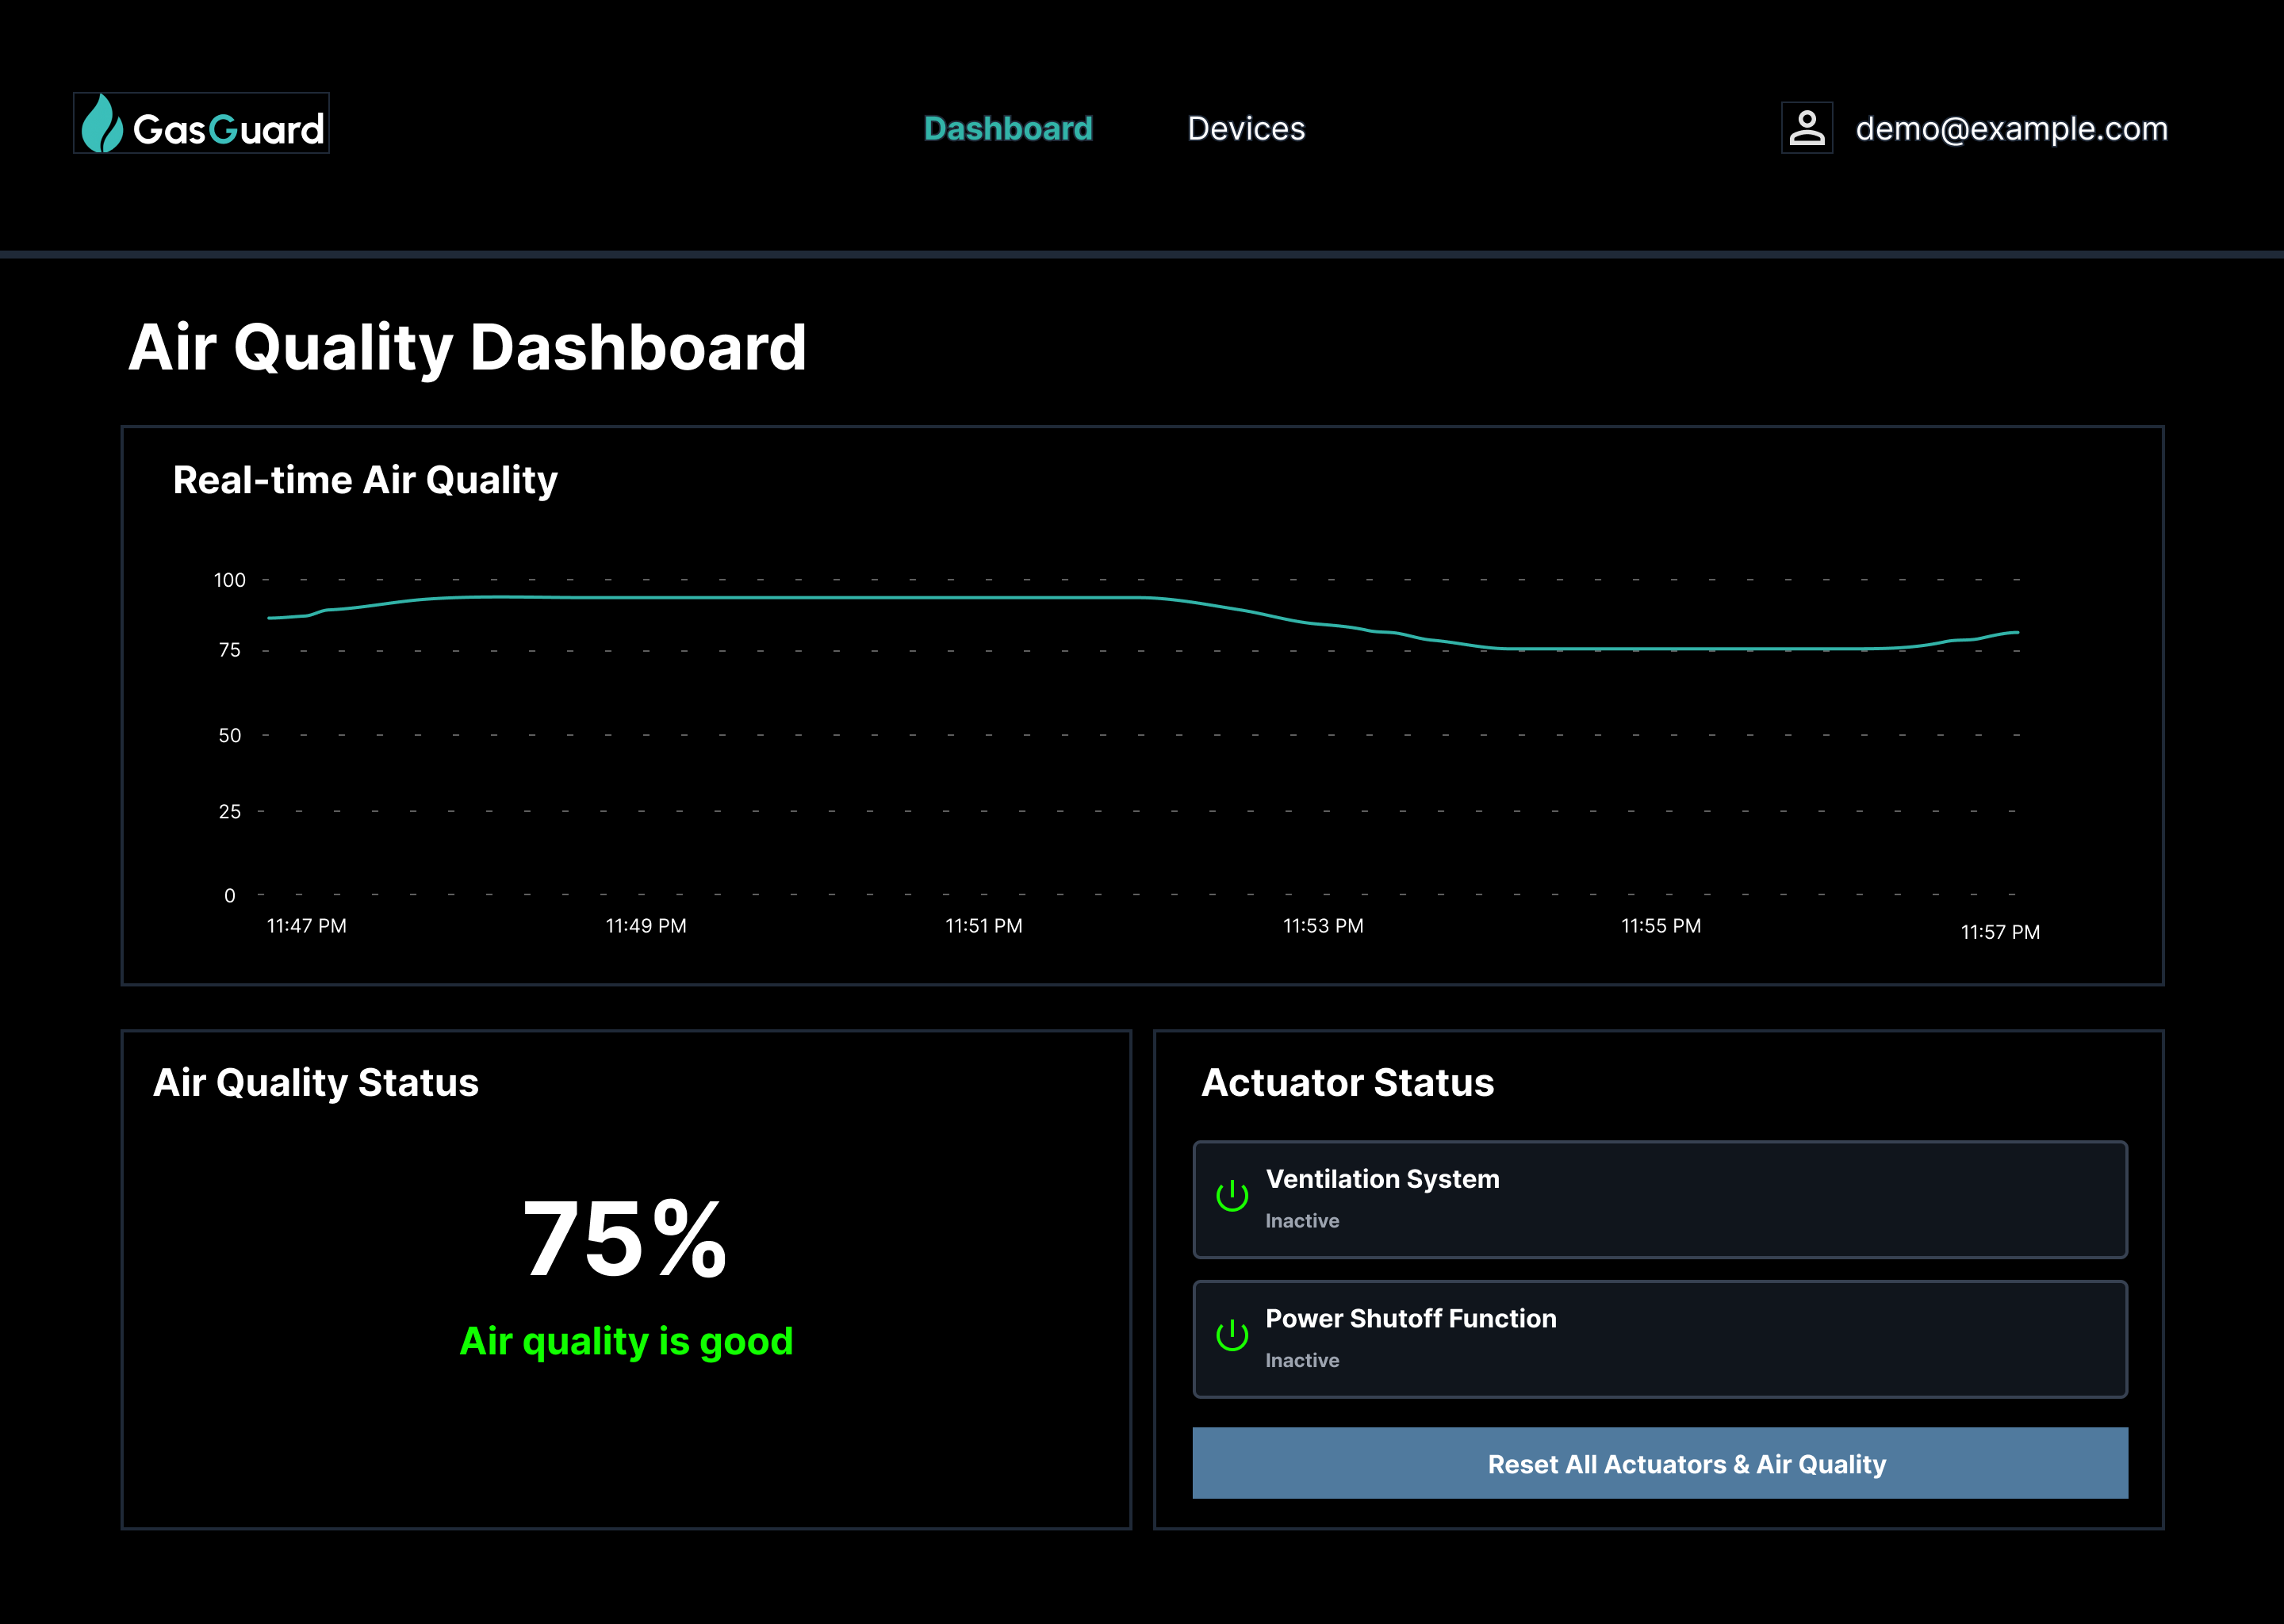 GasGuard
Dashboard
Devices
demo@example.com
Air Quality Dashboard
Real-time Air Quality
100
75
50
25
0
11:47 PM
11:49 PM
11:51 PM
11:53 PM
11:55 PM
11:57 PM
Air Quality Status
75%
Air quality is good
Actuator Status
Ventilation System
Inactive
Power Shutoff Function
Inactive
Reset All Actuators & Air Quality